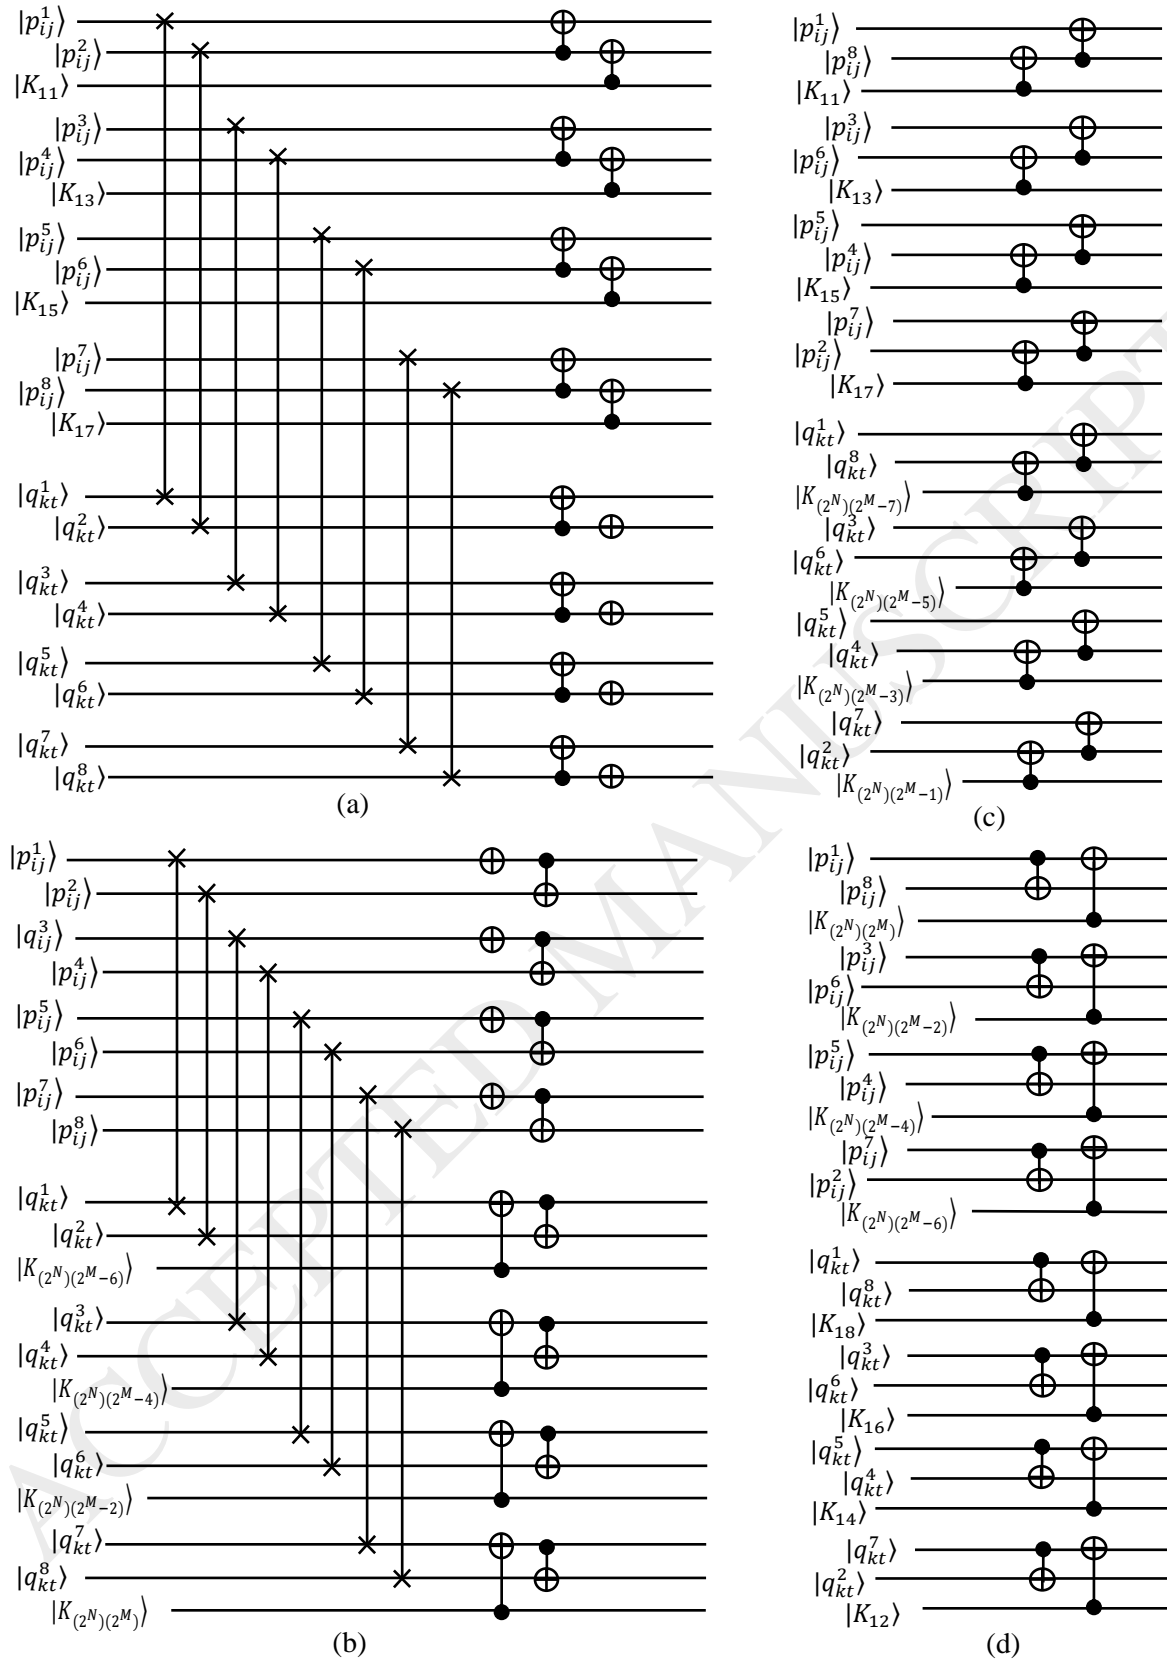 |p_{ij}^1⟩
|p_{ij}^2⟩
|K_{11}⟩
|p_{ij}^3⟩
|p_{ij}^4⟩
|K_{13}⟩
|p_{ij}^5⟩
|p_{ij}^6⟩
|K_{15}⟩
|p_{ij}^7⟩
|p_{ij}^8⟩
|K_{17}⟩
|q_{kt}^1⟩
|q_{kt}^2⟩
|q_{kt}^3⟩
|q_{kt}^4⟩
|q_{kt}^5⟩
|q_{kt}^6⟩
|q_{kt}^7⟩
|q_{kt}^8⟩
(a)
|p_{ij}^1⟩
|p_{ij}^2⟩
|q_{ij}^3⟩
|p_{ij}^4⟩
|p_{ij}^5⟩
|p_{ij}^6⟩
|p_{ij}^7⟩
|p_{ij}^8⟩
|q_{kt}^1⟩
|q_{kt}^2⟩
|K_{(2^N)(2^M-6)}⟩
|q_{kt}^3⟩
|q_{kt}^4⟩
|K_{(2^N)(2^M-4)}⟩
|q_{kt}^5⟩
|q_{kt}^6⟩
|K_{(2^N)(2^M-2)}⟩
|q_{kt}^7⟩
|q_{kt}^8⟩
|K_{(2^N)(2^M)}⟩
(b)
|p_{ij}^1⟩
|p_{ij}^8⟩
|K_{11}⟩
|p_{ij}^3⟩
|p_{ij}^6⟩
|K_{13}⟩
|p_{ij}^5⟩
|p_{ij}^4⟩
|K_{15}⟩
|p_{ij}^7⟩
|p_{ij}^2⟩
|K_{17}⟩
|q_{kt}^1⟩
|q_{kt}^8⟩
|K_{(2^N)(2^M-7)}⟩
|q_{kt}^3⟩
|q_{kt}^6⟩
|K_{(2^N)(2^M-5)}⟩
|q_{kt}^5⟩
|q_{kt}^4⟩
|K_{(2^N)(2^M-3)}⟩
|q_{kt}^7⟩
|q_{kt}^2⟩
|K_{(2^N)(2^M-1)}⟩
(c)
|p_{ij}^1⟩
|p_{ij}^8⟩
|K_{(2^N)(2^M)}⟩
|p_{ij}^3⟩
|p_{ij}^6⟩
|K_{(2^N)(2^M-2)}⟩
|p_{ij}^5⟩
|p_{ij}^4⟩
|K_{(2^N)(2^M-4)}⟩
|p_{ij}^7⟩
|p_{ij}^2⟩
|K_{(2^N)(2^M-6)}⟩
|q_{kt}^1⟩
|q_{kt}^8⟩
|K_{18}⟩
|q_{kt}^3⟩
|q_{kt}^6⟩
|K_{16}⟩
|q_{kt}^5⟩
|q_{kt}^4⟩
|K_{14}⟩
|q_{kt}^7⟩
|q_{kt}^2⟩
|K_{12}⟩
(d)
ACCEPTED MANUSCRIPT